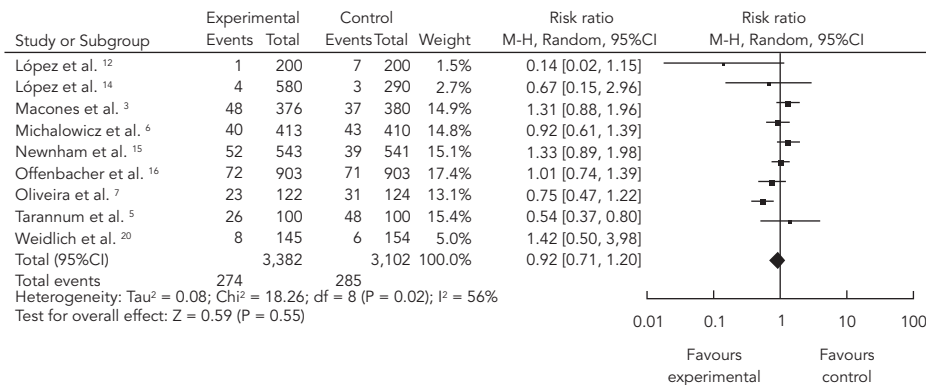 Experimental Control Risk ratio Risk ratio
Study or Subgroup Events Total Events Total Weight M-H, Random, 95%CI M-H, Random, 95%CI
López et al. ¹² 1 200 7 200 1.5% 0.14 [0.02, 1.15]
López et al. ¹⁴ 4 580 3 290 2.7% 0.67 [0.15, 2.96]
Macones et al. ³ 48 376 37 380 14.9% 1.31 [0.88, 1.96]
Michalowicz et al. ⁶ 40 413 43 410 14.8% 0.92 [0.61, 1.39]
Newnham et al. ¹⁵ 52 543 39 541 15.1% 1.33 [0.89, 1.98]
Offenbacher et al. ¹⁶ 72 903 71 903 17.4% 1.01 [0.74, 1.39]
Oliveira et al. ⁷ 23 122 31 124 13.1% 0.75 [0.47, 1.22]
Tarannum et al. ⁵ 26 100 48 100 15.4% 0.54 [0.37, 0.80]
Weidlich et al. ²⁰ 8 145 6 154 5.0% 1.42 [0.50, 3,98]
Total (95%CI) 3,382 3,102 100.0% 0.92 [0.71, 1.20]
Total events 274 285
Heterogeneity: Tau² = 0.08; Chi² = 18.26; df = 8 (P = 0.02); I² = 56%
Test for overall effect: Z = 0.59 (P = 0.55)
0.01 0.1 1 10 100
Favours experimental
Favours control